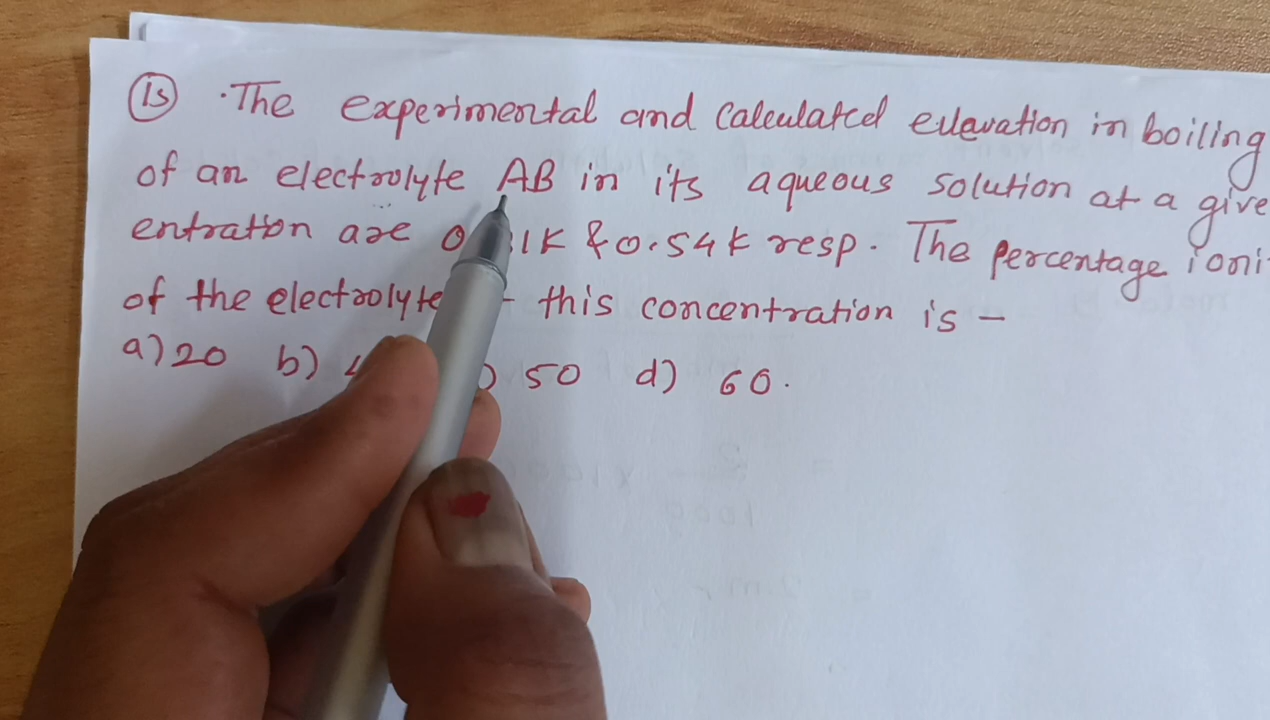 15 The experimental and calculated elevation in boiling
of an electrolyte AB in its aqueous solution at a give
entration are 1K & 0.54K resp. The percentage ioni
of the electrolyte this concentration is -
a) 20 b) 50 d) 60.